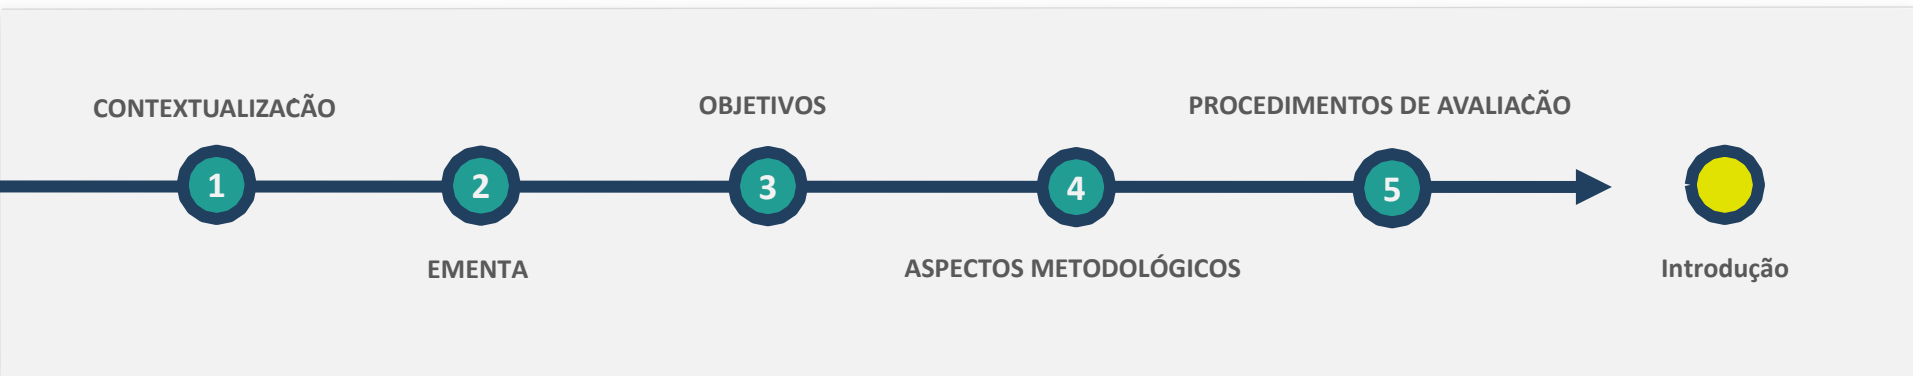 CONTEXTUALIZAÇÃO
OBJETIVOS
PROCEDIMENTOS DE AVALIAÇÃO
1
2
3
4
5
EMENTA
ASPECTOS METODOLÓGICOS
Introdução